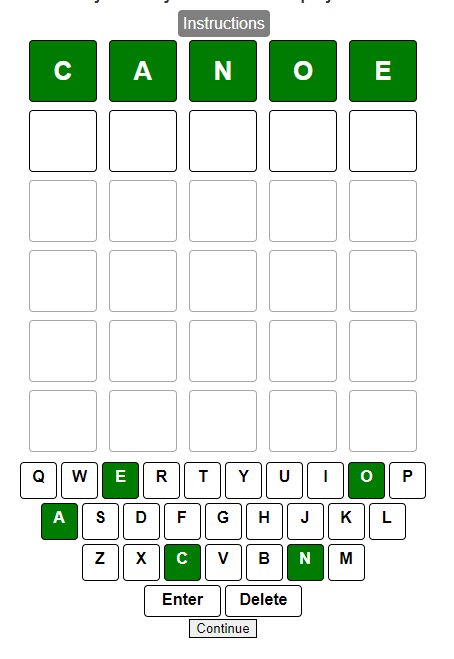 Instructions
C A N O E
Q W E R T Y U I O P
A S D F G H J K L
Z X C V B N M
Enter Delete
Continue